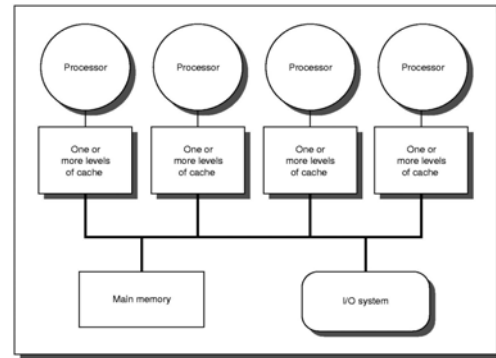 Processor
Processor
Processor
Processor
One or
more levels
of cache
One or
more levels
of cache
One or
more levels
of cache
One or
more levels
of cache
Main memory
I/O system